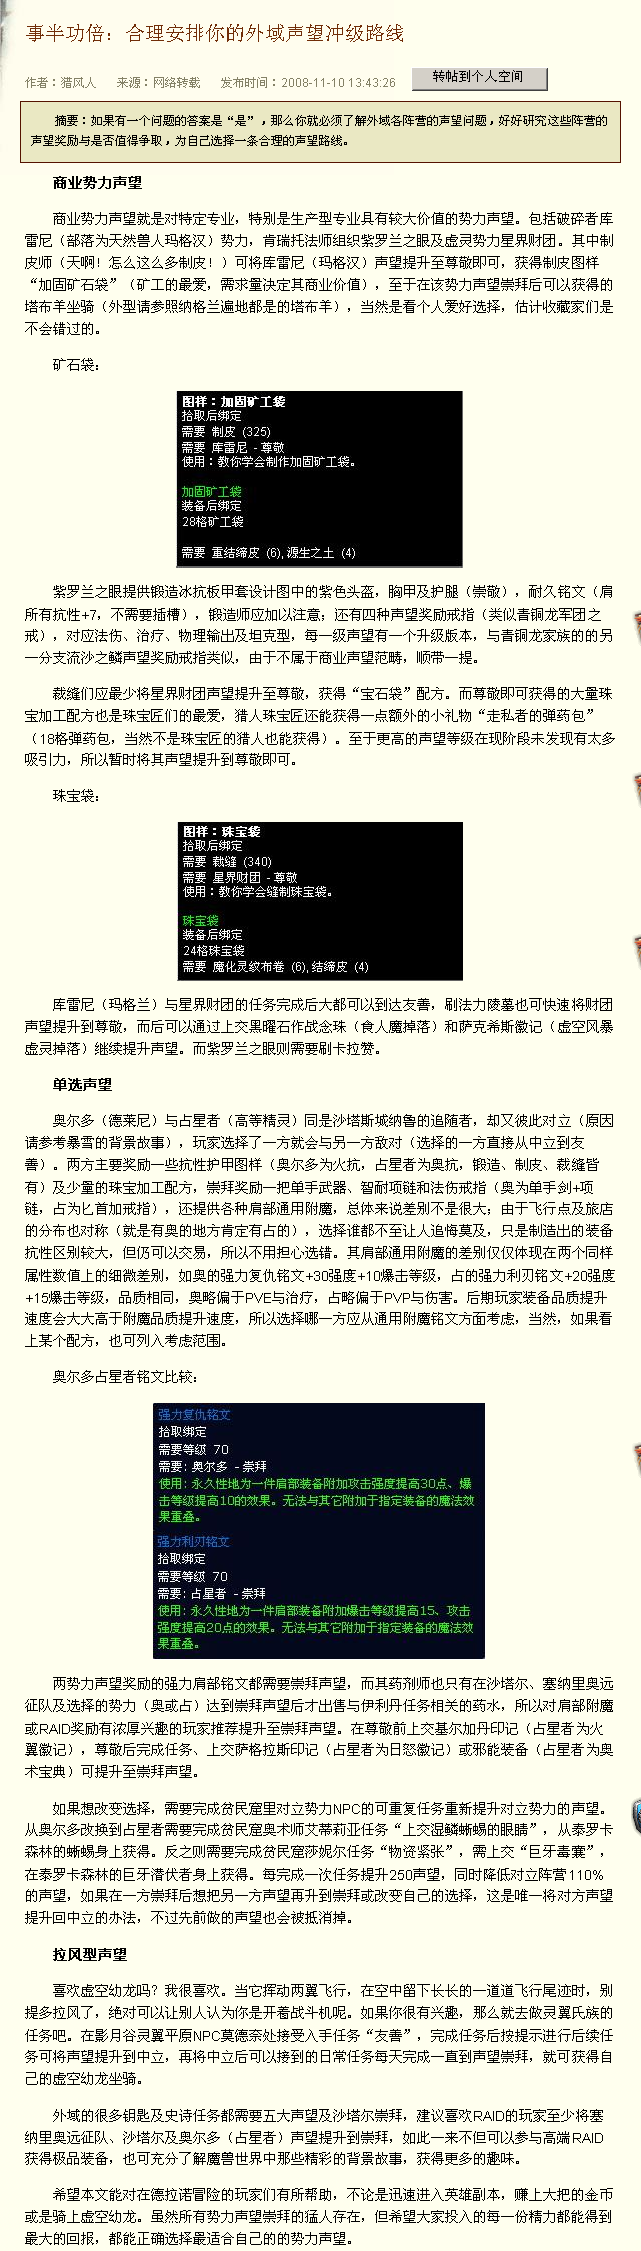 事半功倍：合理安排你的外域声望冲级路线
作者：猎风人 来源：网络转载 发布时间：2008-11-10 13:43:26 转帖到个人空间
摘要：如果有一个问题的答案是“是”，那么你就必须了解外域各阵营的声望问题，好好研究这些阵营的
声望奖励与是否值得争取，为自己选择一条合理的声望路线。
商业势力声望
商业势力声望就是对特定专业，特别是生产型专业具有较大价值的势力声望。包括破碎者库
雷尼（部落为天然兽人玛格汉）势力，肯瑞托法师组织紫罗兰之眼及虚灵势力星界财团。其中制
皮师（天啊！怎么这么多制皮！）可将库雷尼（玛格汉）声望提升至尊敬即可，获得制皮图样
“加固矿石袋”（矿工的最爱，需求量决定其商业价值），至于在该势力声望崇拜后可以获得的
塔布羊坐骑（外型请参照纳格兰遍地都是的塔布羊），当然是看个人爱好选择，估计收藏家们是
不会错过的。
矿石袋：
图样：加固矿工袋
拾取后绑定
需要 制皮 (325)
需要 库雷尼 - 尊敬
使用：教你学会制作加固矿工袋。
加固矿工袋
装备后绑定
28格矿工袋
需要 重结缔皮 (6), 源生之土 (4)
紫罗兰之眼提供锻造冰抗板甲套设计图中的紫色头盔，胸甲及护腿（崇敬），耐久铭文（肩
所有抗性+7，不需要插槽），锻造师应加以注意；还有四种声望奖励戒指（类似青铜龙军团之
戒），对应法伤、治疗、物理输出及坦克型，每一级声望有一个升级版本，与青铜龙家族的的另
一分支流沙之鳞声望奖励戒指类似，由于不属于商业声望范畴，顺带一提。
裁缝们应最少将星界财团声望提升至尊敬，获得“宝石袋”配方。而尊敬即可获得的大量珠
宝加工配方也是珠宝匠们的最爱，猎人珠宝匠还能获得一点额外的小礼物“走私者的弹药包”
（18格弹药包，当然不是珠宝匠的猎人也能获得）。至于更高的声望等级在现阶段未发现有太多
吸引力，所以暂时将其声望提升到尊敬即可。
珠宝袋：
图样：珠宝袋
拾取后绑定
需要 裁缝 (340)
需要 星界财团 - 尊敬
使用：教你学会缝制珠宝袋。
珠宝袋
装备后绑定
24格珠宝袋
需要 魔化灵纹布卷 (6), 结缔皮 (4)
库雷尼（玛格兰）与星界财团的任务完成后大都可以到达友善，刷法力陵墓也可快速将财团
声望提升到尊敬，而后可以通过上交黑曜石作战念珠（食人魔掉落）和萨克希斯徽记（虚空风暴
虚灵掉落）继续提升声望。而紫罗兰之眼则需要刷卡拉赞。
单选声望
奥尔多（德莱尼）与占星者（高等精灵）同是沙塔斯城纳鲁的追随者，却又彼此对立（原因
请参考暴雪的背景故事），玩家选择了一方就会与另一方敌对（选择的一方直接从中立到友
善）。两方主要奖励一些抗性护甲图样（奥尔多为火抗，占星者为奥抗，锻造、制皮、裁缝皆
有）及少量的珠宝加工配方，崇拜奖励一把单手武器、智耐项链和法伤戒指（奥为单手剑+项
链，占为匕首加戒指），还提供各种肩部通用附魔，总体来说差别不是很大；由于飞行点及旅店
的分布也对称（就是有奥的地方肯定有占的），选择谁都不至让人追悔莫及，只是制造出的装备
抗性区别较大，但仍可以交易，所以不用担心选错。其肩部通用附魔的差别仅仅体现在两个同样
属性数值上的细微差别，如奥的强力复仇铭文+30强度+10爆击等级，占的强力利刃铭文+20强度
+15爆击等级，品质相同，奥略偏于PVE与治疗，占略偏于PVP与伤害。后期玩家装备品质提升
速度会大大高于附魔品质提升速度，所以选择哪一方应从通用附魔铭文方面考虑，当然，如果看
上某个配方，也可列入考虑范围。
奥尔多占星者铭文比较：
强力复仇铭文
拾取绑定
需要等级 70
需要：奥尔多 - 崇拜
使用：永久性地为一件肩部装备附加攻击强度提高30点、爆
击等级提高10的效果。无法与其它附加于指定装备的魔法效
果重叠。
强力利刃铭文
拾取绑定
需要等级 70
需要：占星者 - 崇拜
使用：永久性地为一件肩部装备附加爆击等级提高15、攻击
强度提高20点的效果。无法与其它附加于指定装备的魔法效
果重叠。
两势力声望奖励的强力肩部铭文都需要崇拜声望，而其药剂师也只有在沙塔尔、塞纳里奥远
征队及选择的势力（奥或占）达到崇拜声望后才出售与伊利丹任务相关的药水，所以对肩部附魔
或RAID奖励有浓厚兴趣的玩家推荐提升至崇拜声望。在尊敬前上交基尔加丹印记（占星者为火
翼徽记），尊敬后完成任务、上交萨格拉斯印记（占星者为日怒徽记）或邪能装备（占星者为奥
术宝典）可提升至崇拜声望。
如果想改变选择，需要完成贫民窟里对立势力NPC的可重复任务重新提升对立势力的声望。
从奥尔多改换到占星者需要完成贫民窟奥术师艾蒂莉亚任务“上交湿鳞蜥蜴的眼睛”，从泰罗卡
森林的蜥蜴身上获得。反之则需要完成贫民窟莎妮尔任务“物资紧张”，需上交“巨牙毒囊”，
在泰罗卡森林的巨牙潜伏者身上获得。每完成一次任务提升250声望，同时降低对立阵营110%
的声望，如果在一方崇拜后想把另一方声望再升到崇拜或改变自己的选择，这是唯一将对方声望
提升回中立的办法，不过先前做的声望也会被抵消掉。
拉风型声望
喜欢虚空幼龙吗？我很喜欢。当它挥动两翼飞行，在空中留下长长的一道道飞行尾迹时，别
提多拉风了，绝对可以让别人认为你是开着战斗机呢。如果你很有兴趣，那么就去做灵翼氏族的
任务吧。在影月谷灵翼平原NPC莫德奈处接受入手任务“友善”，完成任务后按提示进行后续任
务可将声望提升到中立，再将中立后可以接到的日常任务每天完成一直到声望崇拜，就可获得自
己的虚空幼龙坐骑。
外域的很多钥匙及史诗任务都需要五大声望及沙塔尔崇拜，建议喜欢RAID的玩家至少将塞
纳里奥远征队、沙塔尔及奥尔多（占星者）声望提升到崇拜，如此一来不但可以参与高端RAID
获得极品装备，也可充分了解魔兽世界中那些精彩的背景故事，获得更多的趣味。
希望本文能对在德拉诺冒险的玩家们有所帮助，不论是迅速进入英雄副本，赚上大把的金币
或是骑上虚空幼龙。虽然所有势力声望崇拜的猛人存在，但希望大家投入的每一份精力都能得到
最大的回报，都能正确选择最适合自己的的势力声望。